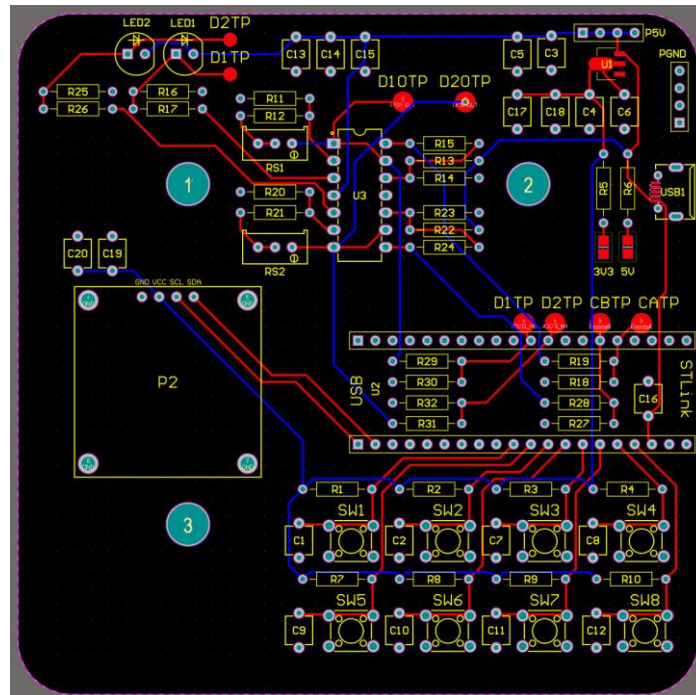 LED2 LED1 D2TP
D1TP
C13 C14 C15 C5 C3 P5V
U1 PGND
R25 R16 R11 D1OTP D2OTP
R26 R17 R12 C17 C18 C4 C6
RS1 R15
R13
R14
1 R20 U3 2 R5 R6 USB1
R21 R23
R22
RS2 R24
C20 C19 3V3 5V
GND VCC SCL SDA
D1TP D2TP CBTP CATP
P2 USB U2 R29 R19 STLink
R30 R18 C16
R32 R28
R31 R27
3 R1 R2 R3 R4
SW1 SW2 SW3 SW4
C1 C2 C7 C8
R7 R8 R9 R10
SW5 SW6 SW7 SW8
C9 C10 C11 C12